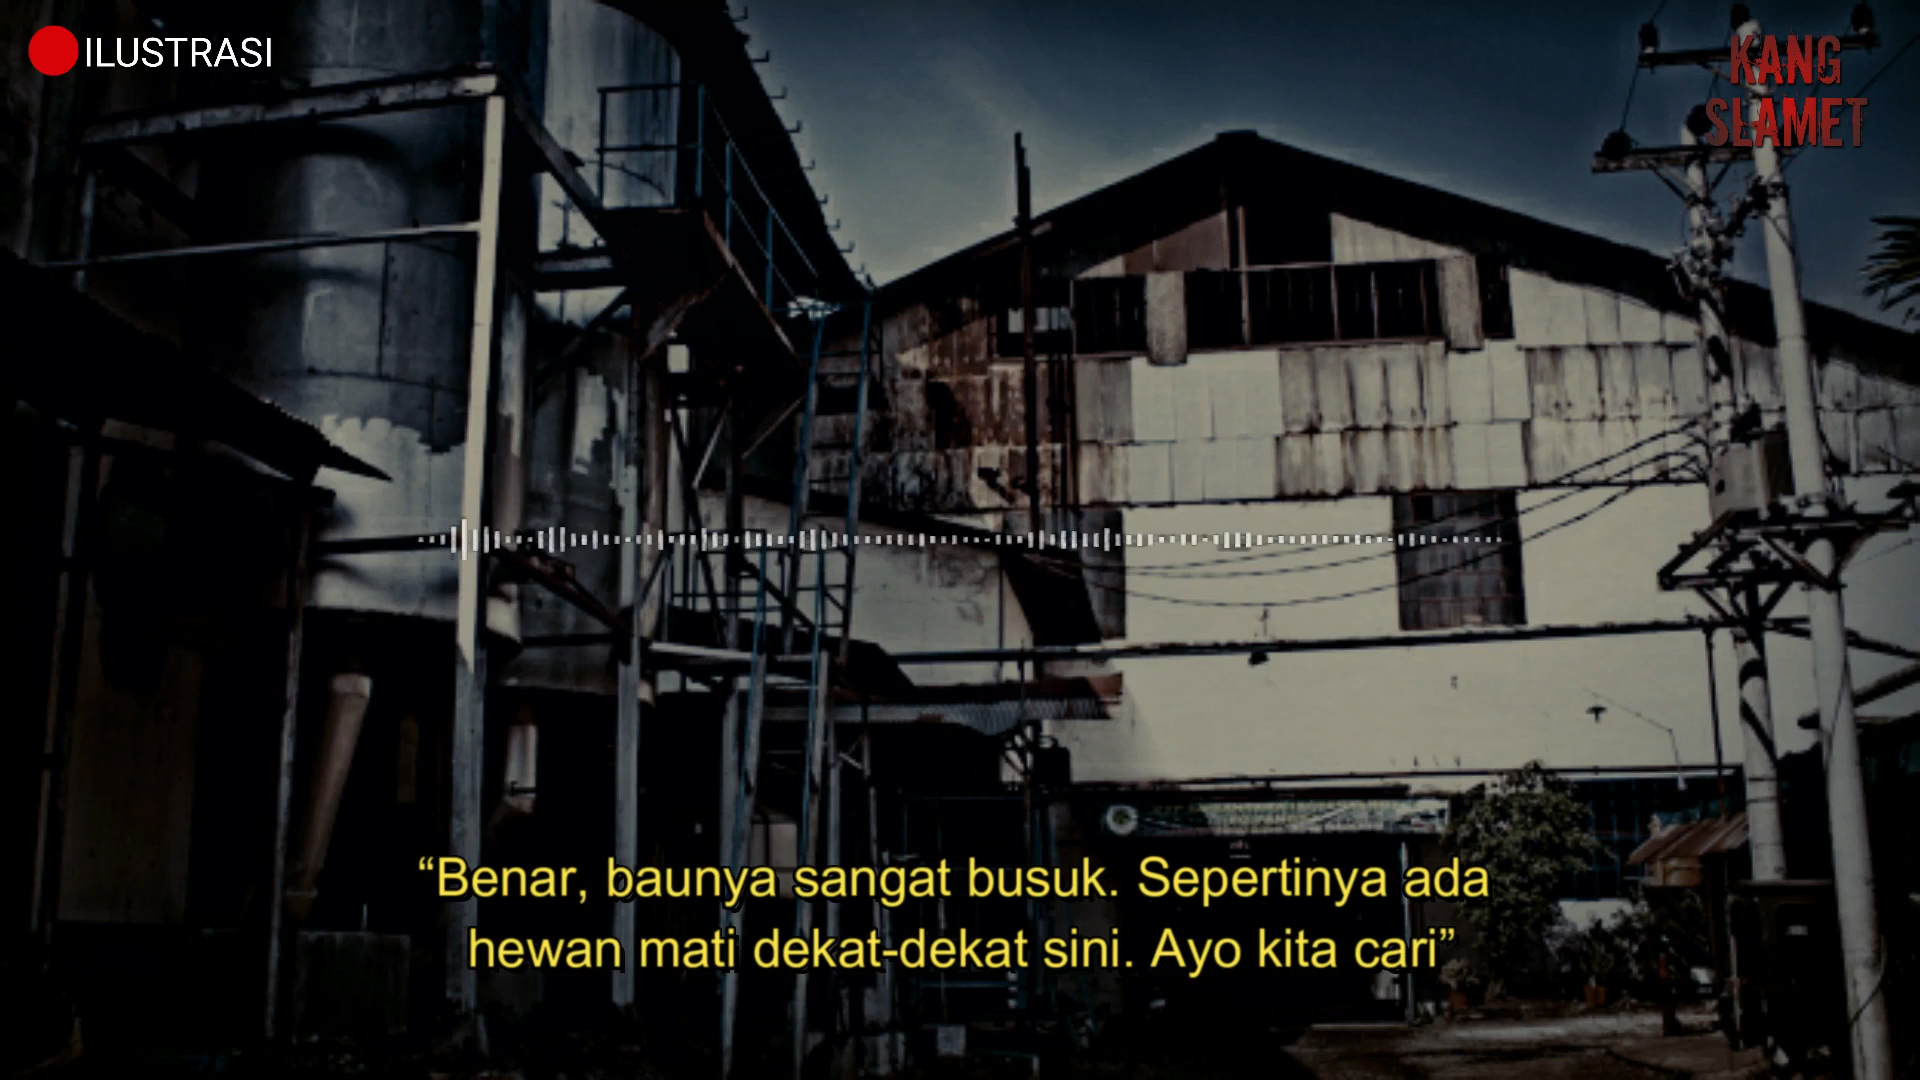 ILUSTRASI
KANG
SLAMET
“Benar, baunya sangat busuk. Sepertinya ada
hewan mati dekat-dekat sini. Ayo kita cari”